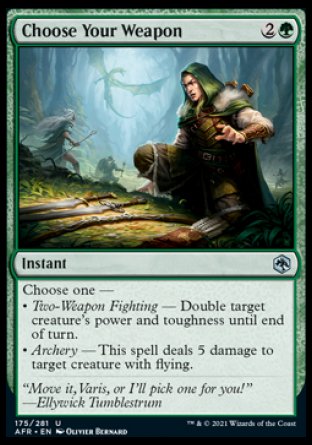 Choose Your Weapon 2
Instant
Choose one —
• Two-Weapon Fighting — Double target
creature's power and toughness until end
of turn.
• Archery — This spell deals 5 damage to
target creature with flying.
"Move it, Varis, or I'll pick one for you!"
—Ellywick Tumblestrum
175/281 U
AFR • EN Olivier Bernard
™ & © 2021 Wizards of the Coast